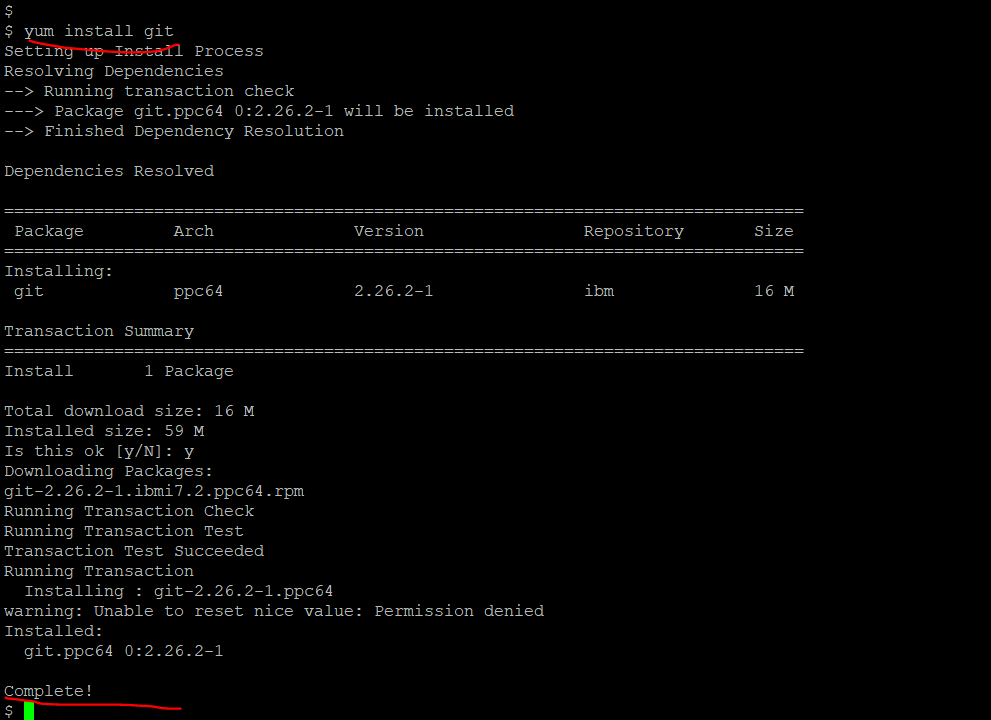 $
$ yum install git
Setting up Install Process
Resolving Dependencies
--> Running transaction check
---> Package git.ppc64 0:2.26.2-1 will be installed
--> Finished Dependency Resolution
Dependencies Resolved
================================================================================
Package Arch Version Repository Size
================================================================================
Installing:
git ppc64 2.26.2-1 ibm 16 M
Transaction Summary
================================================================================
Install 1 Package
Total download size: 16 M
Installed size: 59 M
Is this ok [y/N]: y
Downloading Packages:
git-2.26.2-1.ibmi7.2.ppc64.rpm
Running Transaction Check
Running Transaction Test
Transaction Test Succeeded
Running Transaction
Installing : git-2.26.2-1.ppc64
warning: Unable to reset nice value: Permission denied
Installed:
git.ppc64 0:2.26.2-1
Complete!
$